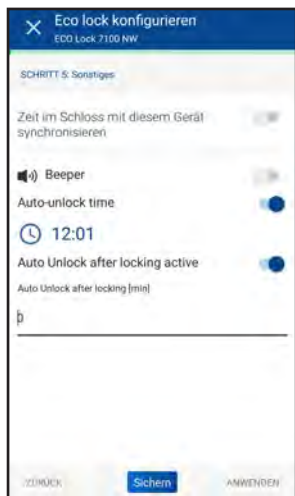 Eco lock konfigurieren
ECO Lock 7100 NW
SCHRITT 5: Sonstiges
Zeit im Schloss mit diesem Gerät
synchronisieren
Beeper
Auto-unlock time
12:01
Auto Unlock after locking active
Auto Unlock after locking [min]
0
ZURÜCK
Sichern
ANWENDEN